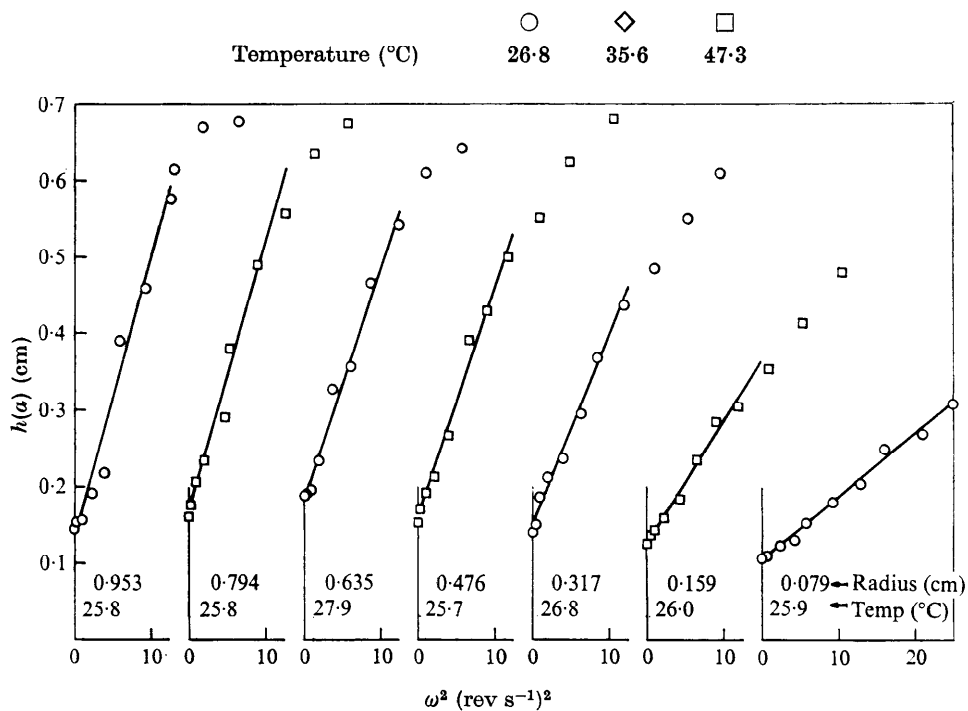 Temperature (°C) 26·8 35·6 47·3
0·7
0·6
0·5
0·4
0·3
0·2
0·1
h(a) (cm)
0·953 0·794 0·635 0·476 0·317 0·159 0·079 Radius (cm)
25·8 25·8 27·9 25·7 26·8 26·0 25·9 Temp (°C)
0 10 0 10 0 10 0 10 0 10 0 10 0 10 20
ω² (rev s⁻¹)²